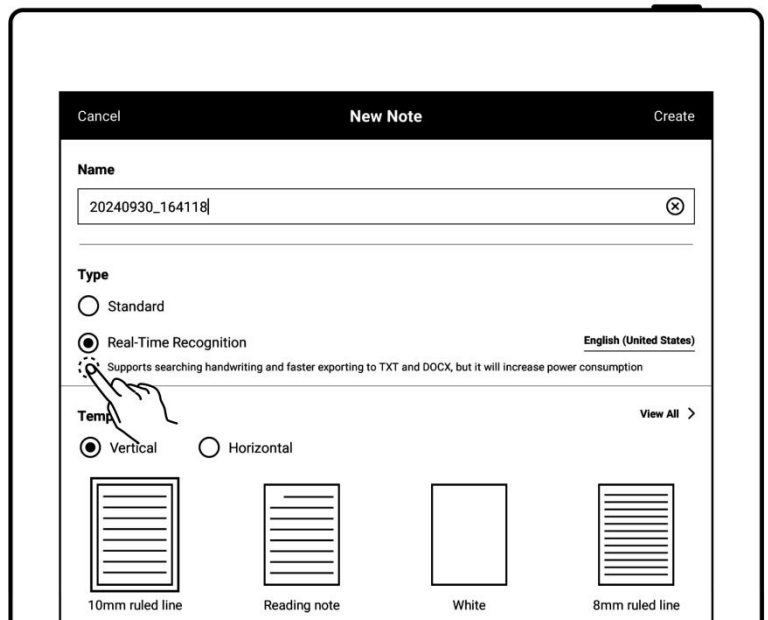 Cancel New Note Create
Name
20240930_164118
Type
Standard
Real-Time Recognition English (United States)
Supports searching handwriting and faster exporting to TXT and DOCX, but it will increase power consumption
View All
Vertical Horizontal
10mm ruled line Reading note White 8mm ruled line